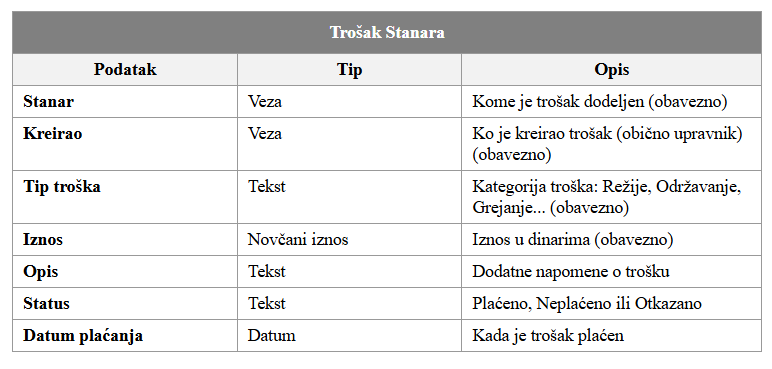 Trošak Stanara
Podatak Tip Opis
Stanar Veza Kome je trošak dodeljen (obavezno)
Kreirao Veza Ko je kreirao trošak (obično upravnik)
(obavezno)
Tip troška Tekst Kategorija troška: Režije, Održavanje,
Grejanje... (obavezno)
Iznos Novčani iznos Iznos u dinarima (obavezno)
Opis Tekst Dodatne napomene o trošku
Status Tekst Plaćeno, Neplaćeno ili Otkazano
Datum plaćanja Datum Kada je trošak plaćen